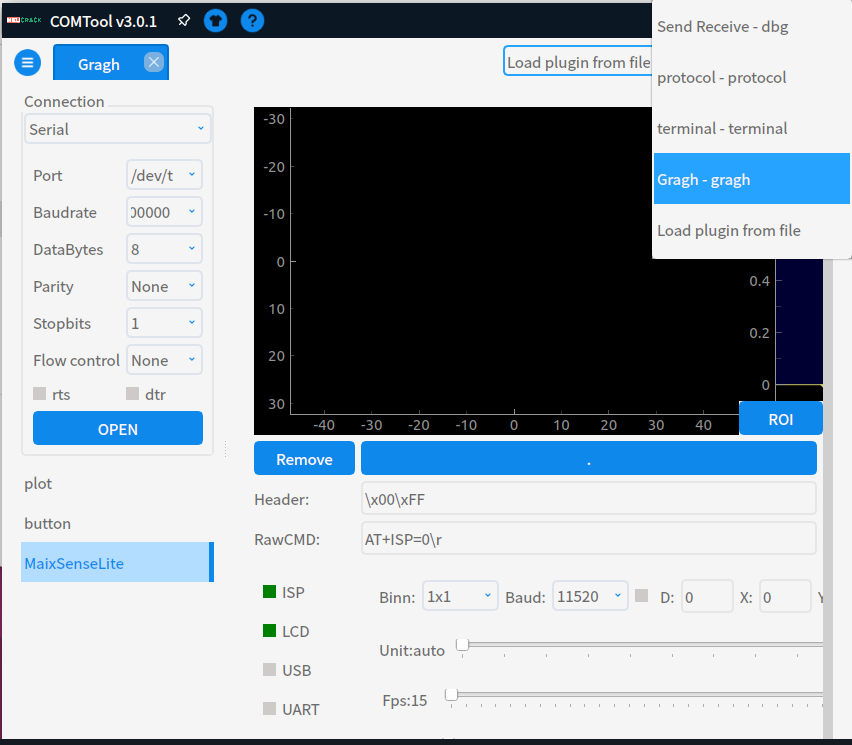 CRACK COMTool v3.0.1 ?
Gragh
Load plugin from file
Send Receive - dbg
protocol - protocol
terminal - terminal
Gragh - gragh
Load plugin from file
Connection
Serial
Port /dev/t
Baudrate 00000
DataBytes 8
Parity None
Stopbits 1
Flow control None
rts dtr
OPEN
plot
button
MaixSenseLite
-30
-20
-10
0
10
20
30
-40 -30 -20 -10 0 10 20 30 40
0.4
0.2
0
ROI
Remove .
Header: \x00\xFF
RawCMD: AT+ISP=0\r
ISP
LCD
USB
UART
Binn: 1x1 Baud: 11520 D: 0 X: 0
Unit:auto
Fps:15